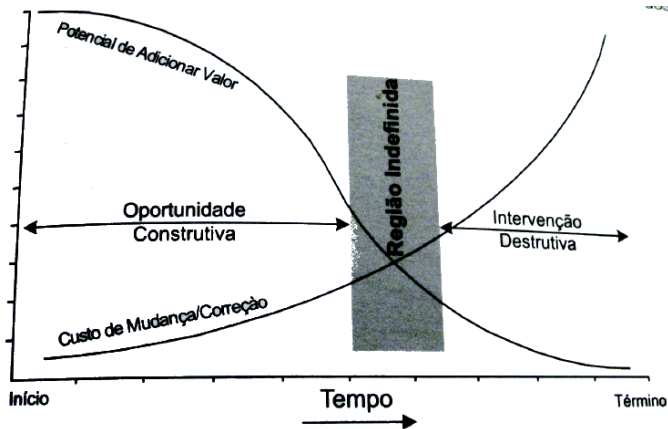 Potencial de Adicionar Valor
Região Indefinida
Oportunidade
Construtiva
Intervenção
Destrutiva
Custo de Mudança/Correção
Início
Tempo
Término